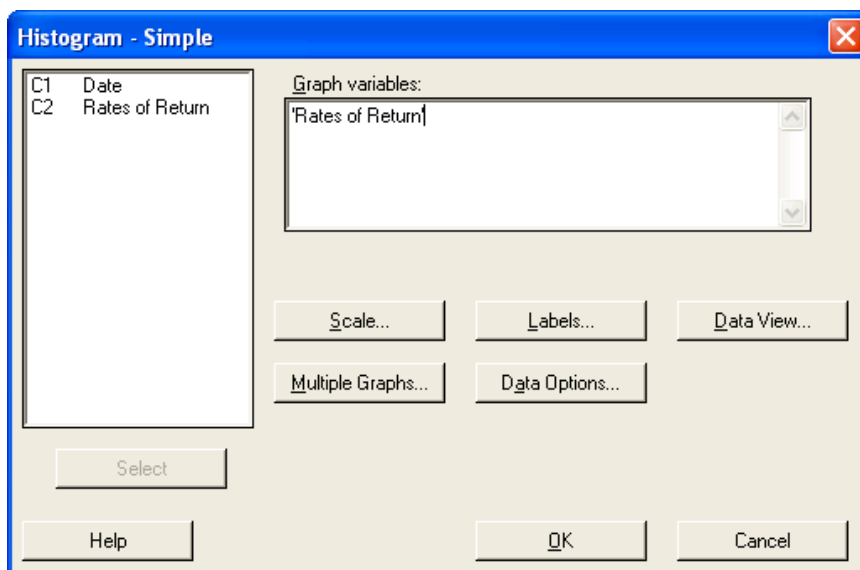 Histogram - Simple
C1 Date
C2 Rates of Return
Graph variables:
'Rates of Return'
Scale...
Labels...
Data View...
Multiple Graphs...
Data Options...
Select
Help
OK
Cancel